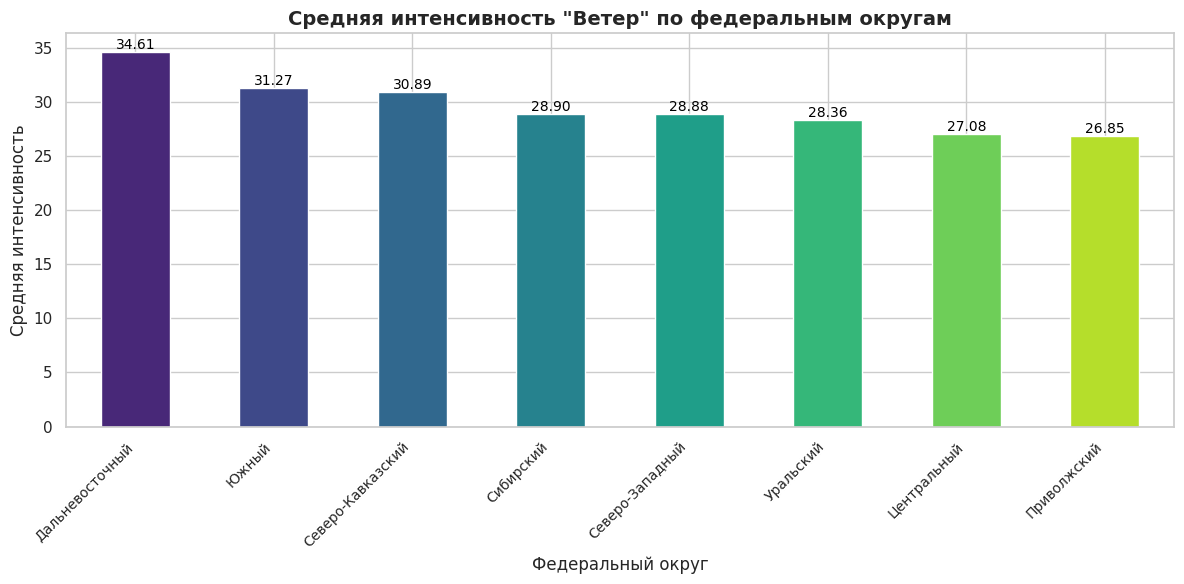 Средняя интенсивность "Ветер" по федеральным округам
Средняя интенсивность
35
30
25
20
15
10
5
0
34.61
31.27
30.89
28.90
28.88
28.36
27.08
26.85
Дальневосточный
Южный
Северо-Кавказский
Сибирский
Северо-Западный
Уральский
Центральный
Приволжский
Федеральный округ